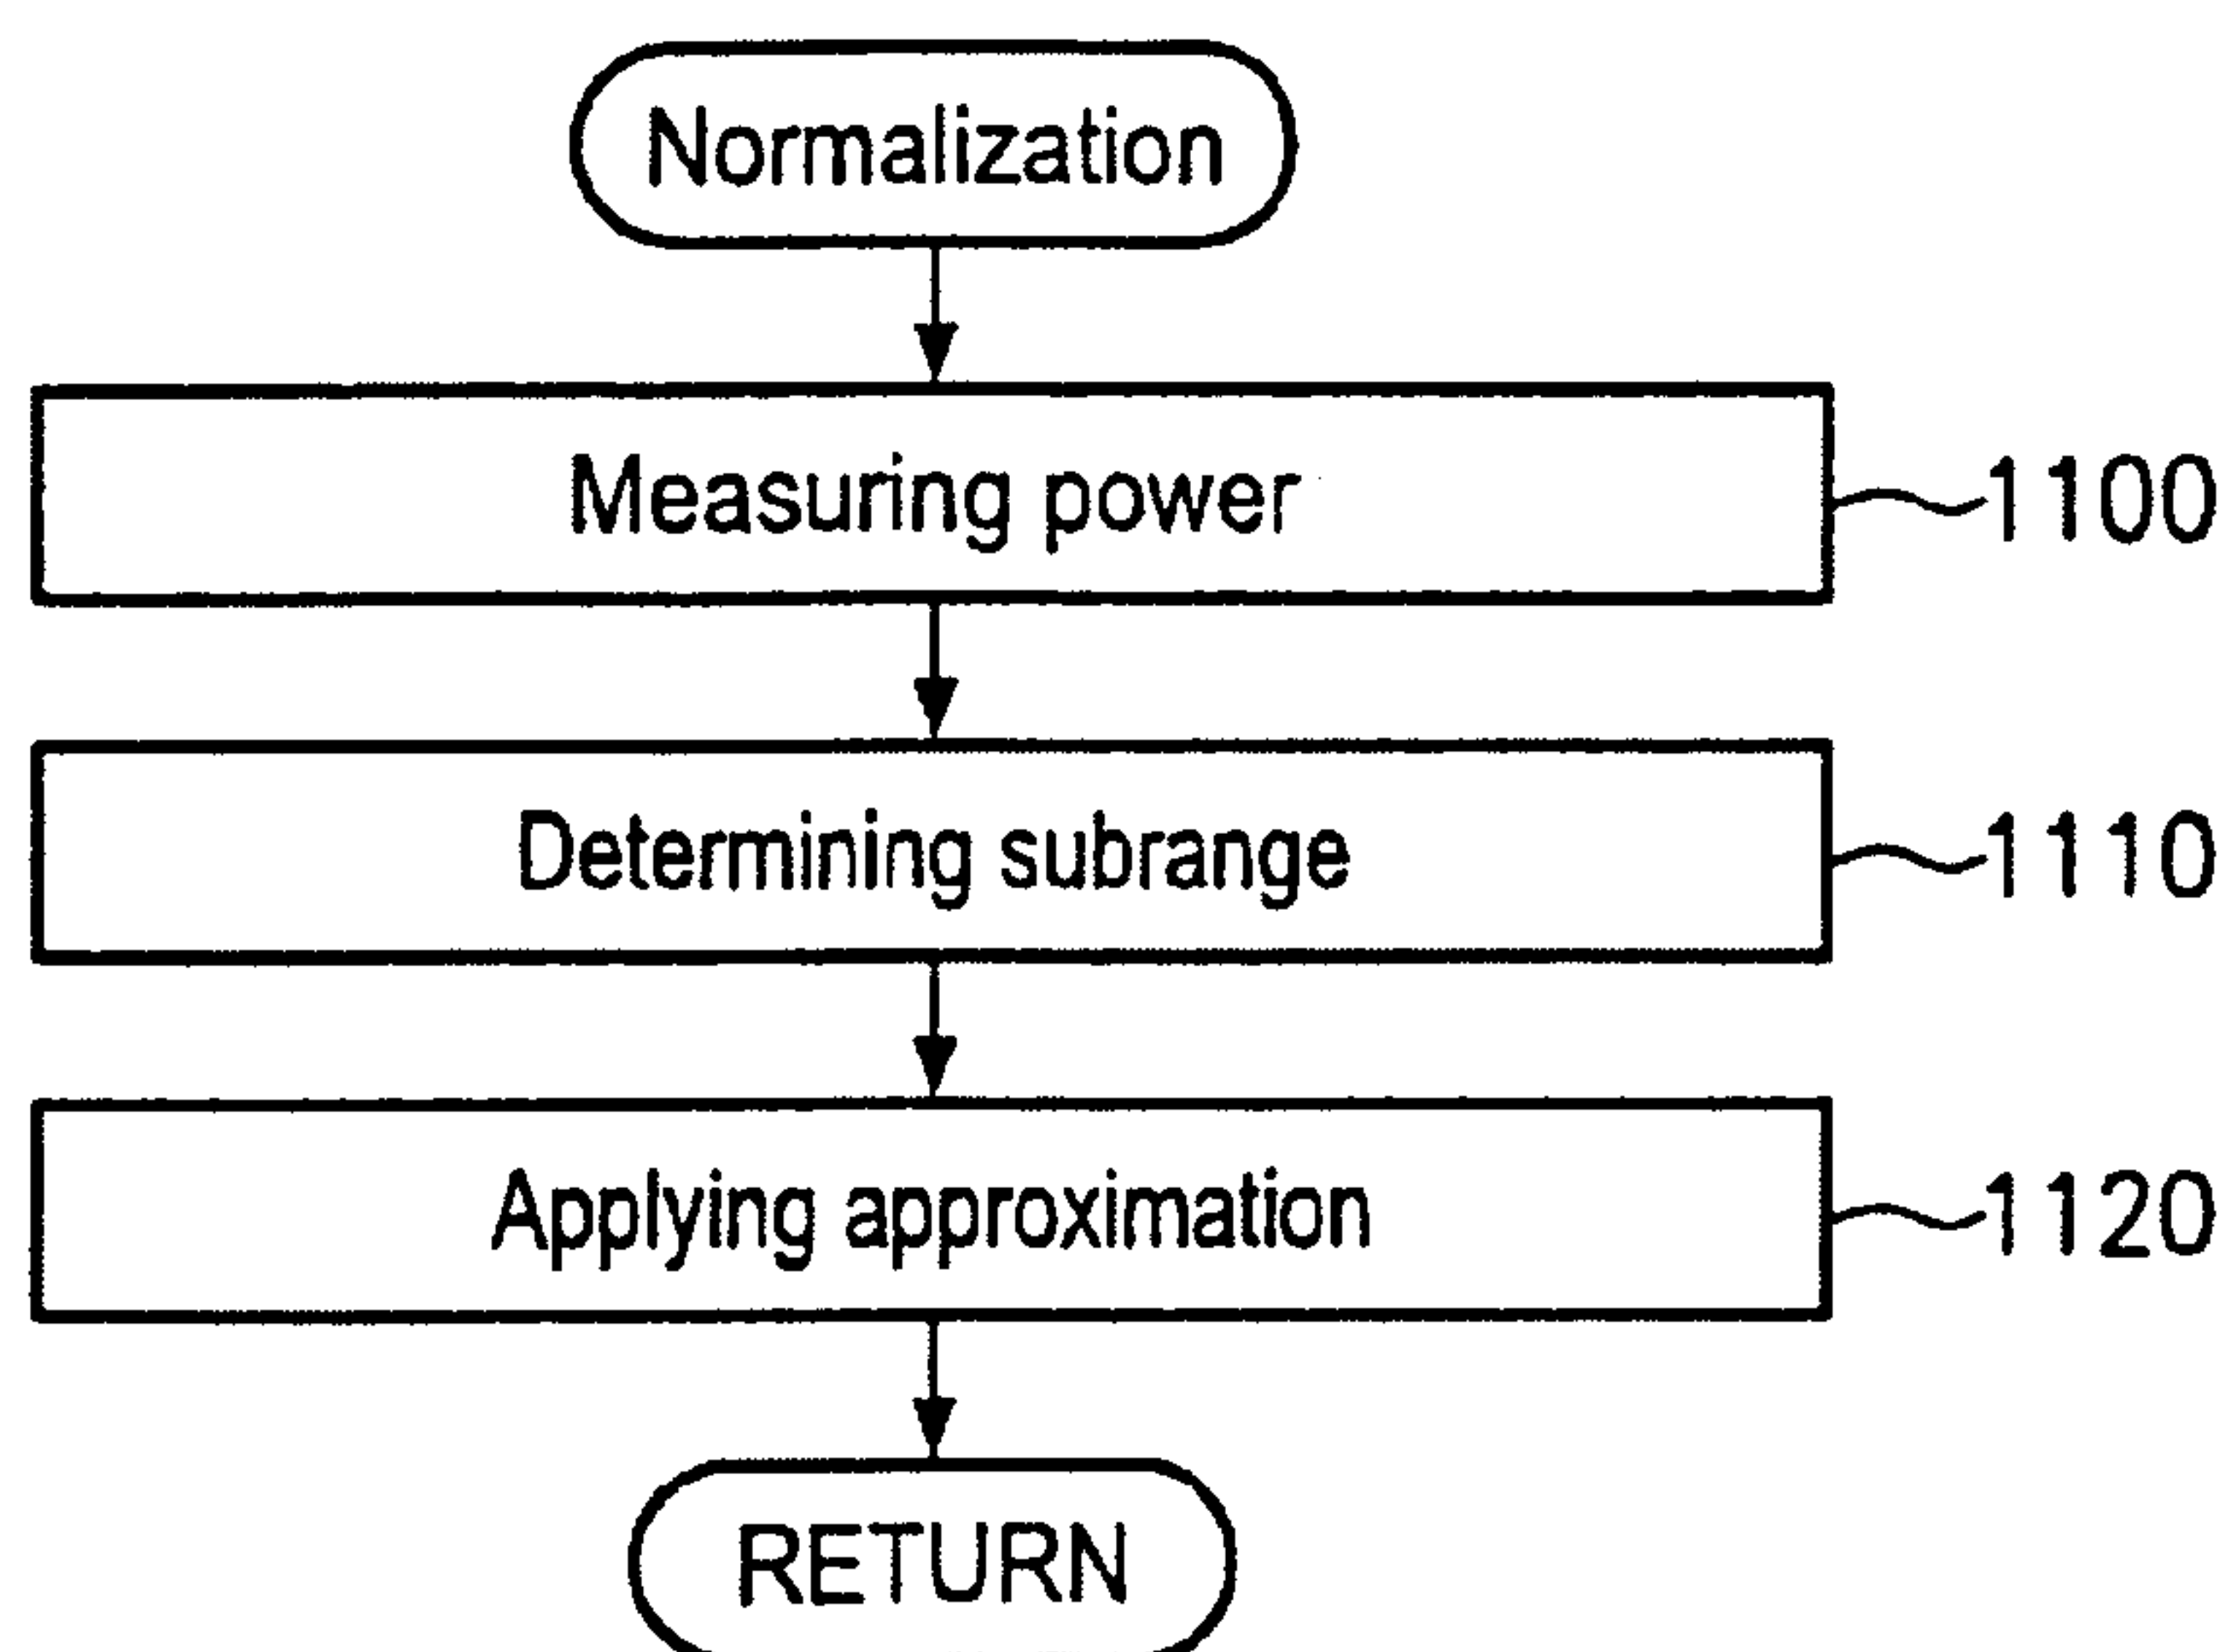 Normalization
Measuring power
1100
Determining subrange
1110
Applying approximation
1120
RETURN